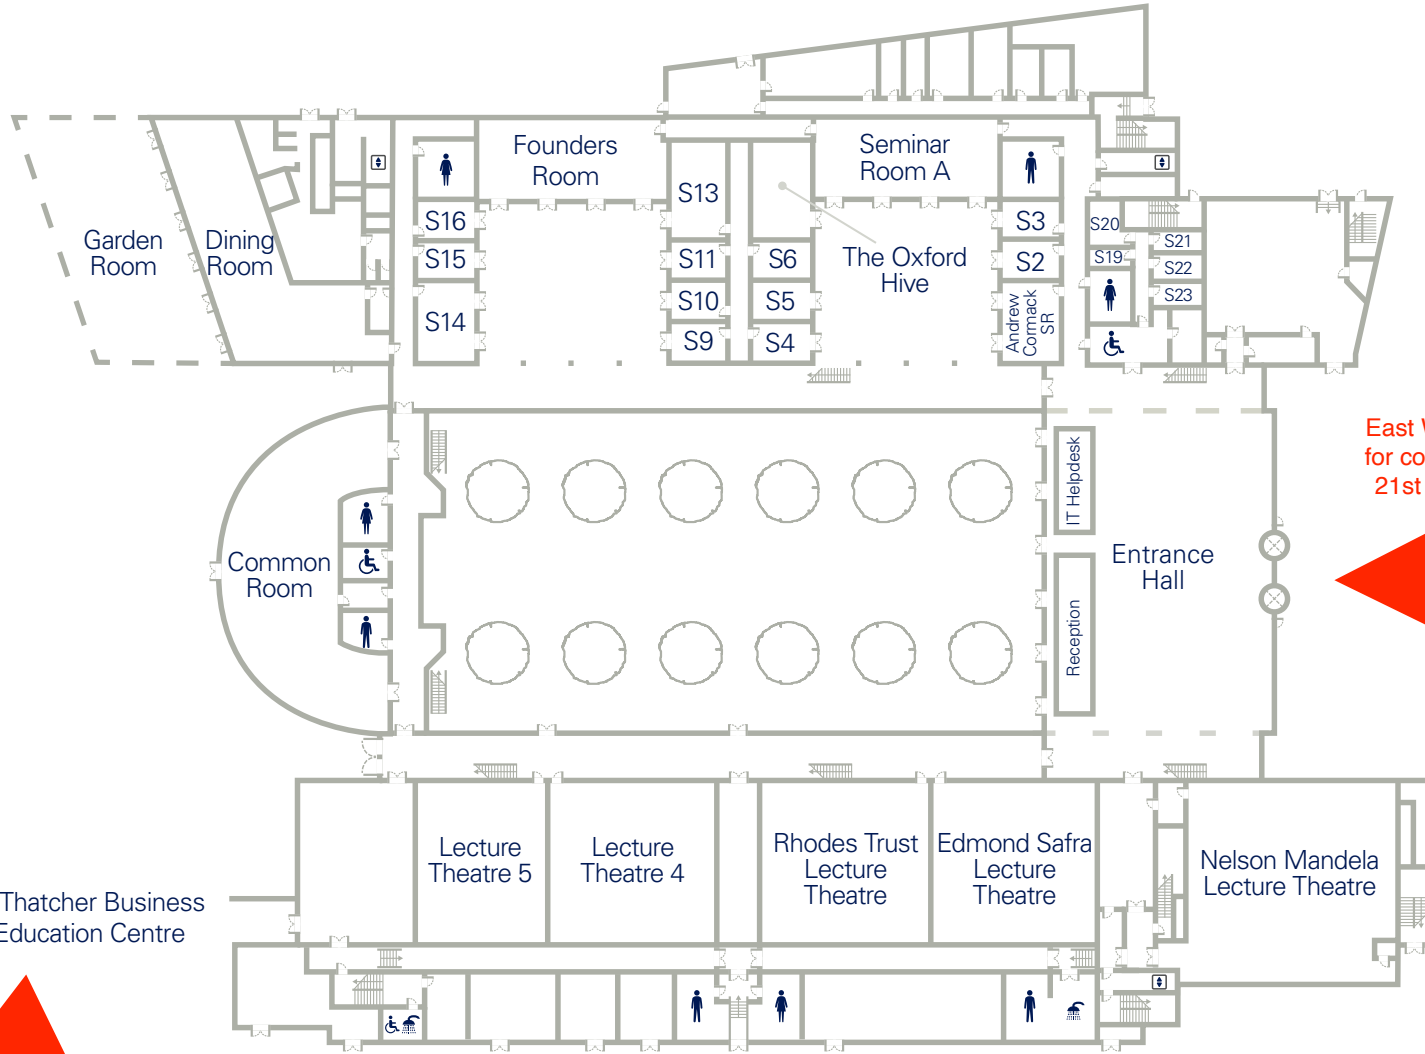 Founders
Room
Seminar
Room A
S13
S16
S3
S20
Garden
Room
Dining
Room
S15
S11
S6
The Oxford
Hive
S2
S19
S21
S22
S23
S14
S10
S5
S9
S4
Andrew
Cormack
SR
East
for co
21st
IT Helpdesk
Common
Room
Entrance
Hall
Reception
Lecture
Theatre 5
Lecture
Theatre 4
Rhodes Trust
Lecture
Theatre
Edmond Safra
Lecture
Theatre
Nelson Mandela
Lecture Theatre
Thatcher Business
Education Centre